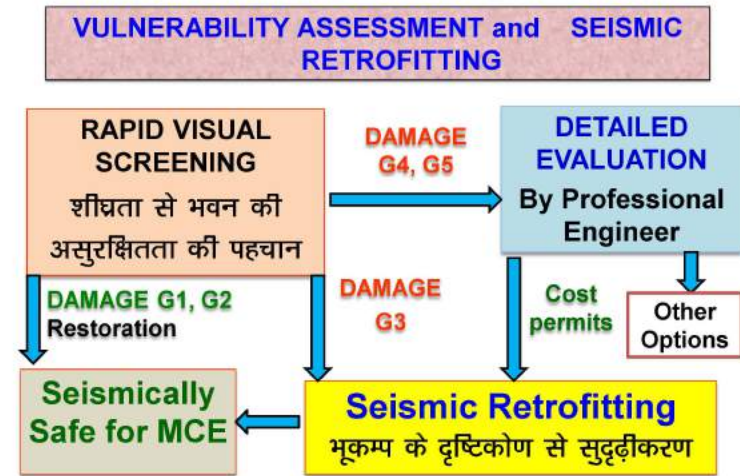 VULNERABILITY ASSESSMENT and SEISMIC
RETROFITTING
RAPID VISUAL
SCREENING
शीघ्रता से भवन की
असुरक्षितता की पहचान
DAMAGE
G4, G5
DETAILED
EVALUATION
By Professional
Engineer
DAMAGE G1, G2
Restoration
DAMAGE
G3
Cost
permits
Other
Options
Seismically
Safe for MCE
Seismic Retrofitting
भूकम्प के दृष्टिकोण से सुदृढ़ीकरण